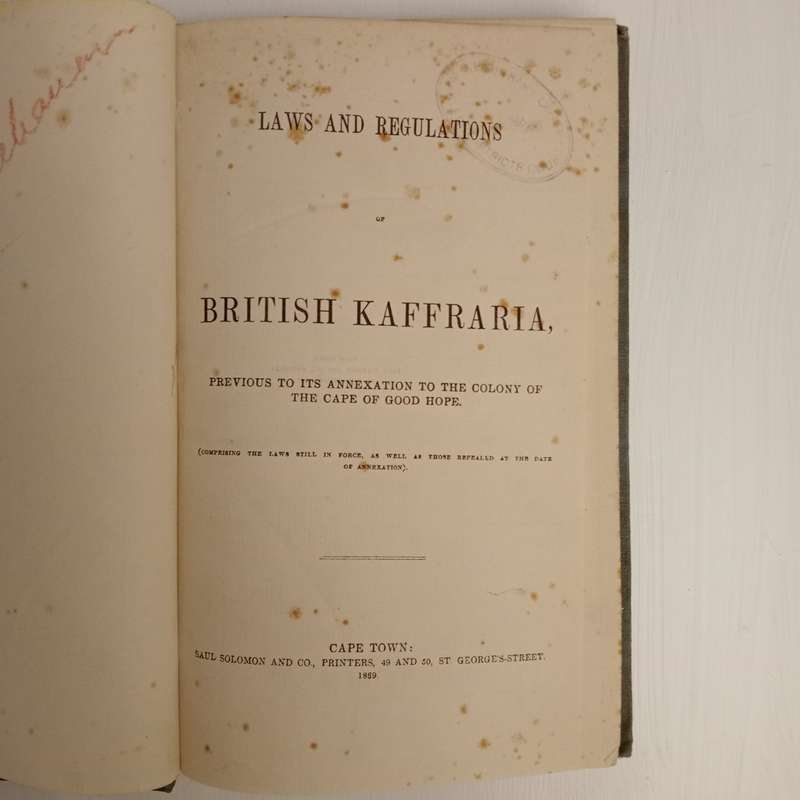 LAWS AND REGULATIONS
OF
BRITISH KAFFRARIA,
PREVIOUS TO ITS ANNEXATION TO THE COLONY OF
THE CAPE OF GOOD HOPE.
(COMPRISING THE LAWS STILL IN FORCE, AS WELL AS THOSE REPEALED AT THE DATE
OF ANNEXATION).
CAPE TOWN:
SAUL SOLOMON AND CO., PRINTERS, 49 AND 50, ST GEORGE'S-STREET.